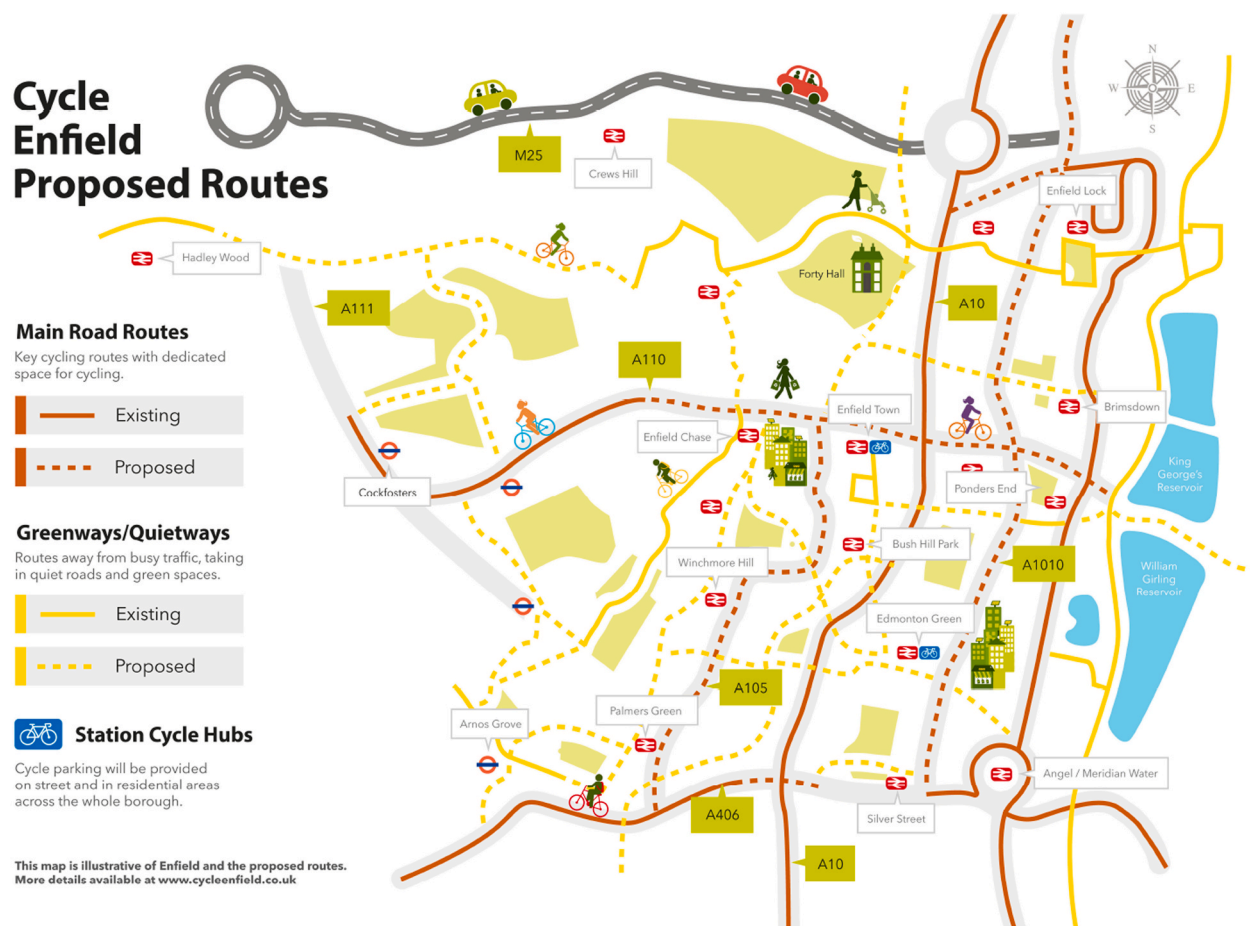 Cycle
Enfield
Proposed Routes
N
W
E
S
M25
Crews Hill
Enfield Lock
Hadley Wood
Forty Hall
A111
A10
Main Road Routes
Key cycling routes with dedicated
space for cycling.
Existing
Proposed
A110
Enfield Town
Brimsdown
Enfield Chase
King
George's
Reservoir
Cockfosters
Ponders End
Greenways/Quietways
Routes away from busy traffic, taking
in quiet roads and green spaces.
Existing
Proposed
Bush Hill Park
Winchmore Hill
A1010
William
Girling
Reservoir
Edmonton Green
A105
Palmers Green
Arnos Grove
Station Cycle Hubs
Cycle parking will be provided
on street and in residential areas
across the whole borough.
Angel / Meridian Water
A406
Silver Street
A10
This map is illustrative of Enfield and the proposed routes.
More details available at www.cycleenfield.co.uk